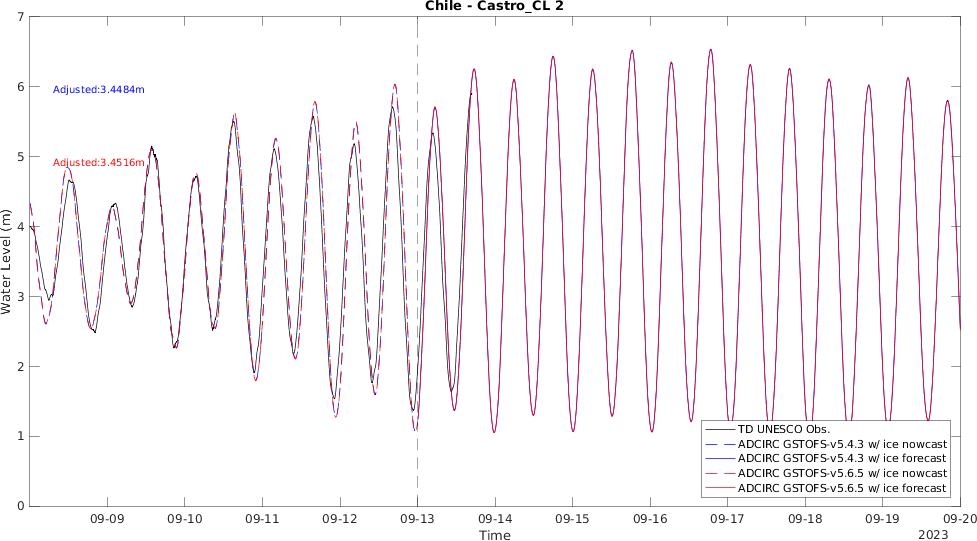 Chile - Castro_CL 2
7
6
5
4
3
2
1
0
Water Level (m)
Adjusted:3.4484m
Adjusted:3.4516m
TD UNESCO Obs.
ADCIRC GSTOFS-v5.4.3 w/ ice nowcast
ADCIRC GSTOFS-v5.4.3 w/ ice forecast
ADCIRC GSTOFS-v5.6.5 w/ ice nowcast
ADCIRC GSTOFS-v5.6.5 w/ ice forecast
09-09 09-10 09-11 09-12 09-13 09-14 09-15 09-16 09-17 09-18 09-19 09-20
Time
2023